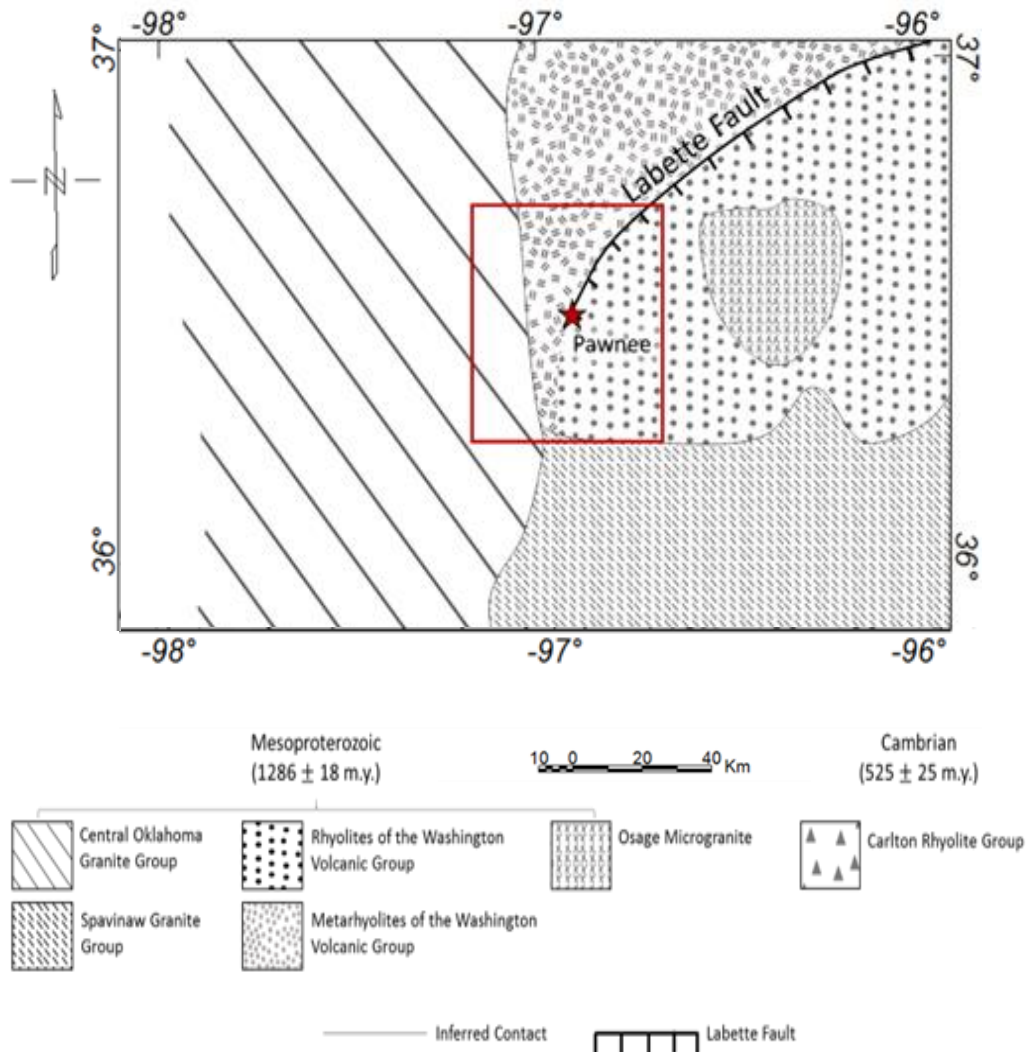 -98° -97° -96°
37° 37°
Labette Fault
N
Pawnee
36° 36°
-98° -97° -96°
Mesoproterozoic
(1286 ± 18 m.y.)
10 0 20 40 Km
Cambrian
(525 ± 25 m.y.)
Central Oklahoma
Granite Group
Rhyolites of the Washington
Volcanic Group
Osage Microgranite
Carlton Rhyolite Group
Spavinaw Granite
Group
Metarhyolites of the Washington
Volcanic Group
Inferred Contact
Labette Fault